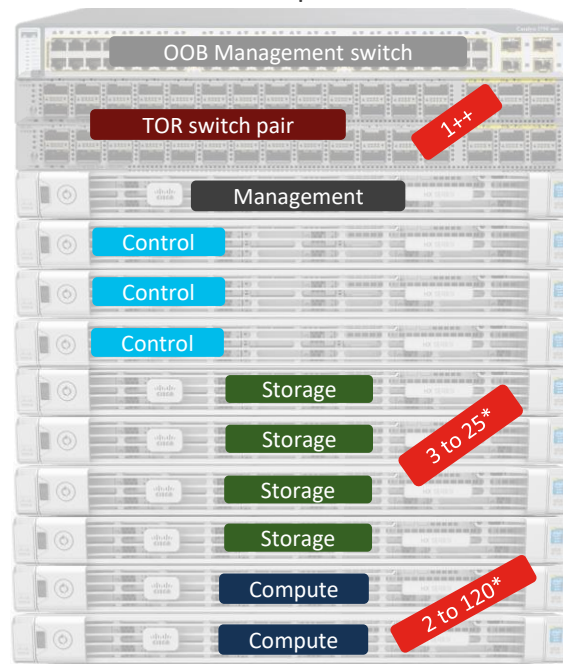 OOB Management switch
TOR switch pair
1++
Management
Control
Control
Control
Storage
Storage
3 to 25*
Storage
Storage
Compute
2 to 120*
Compute